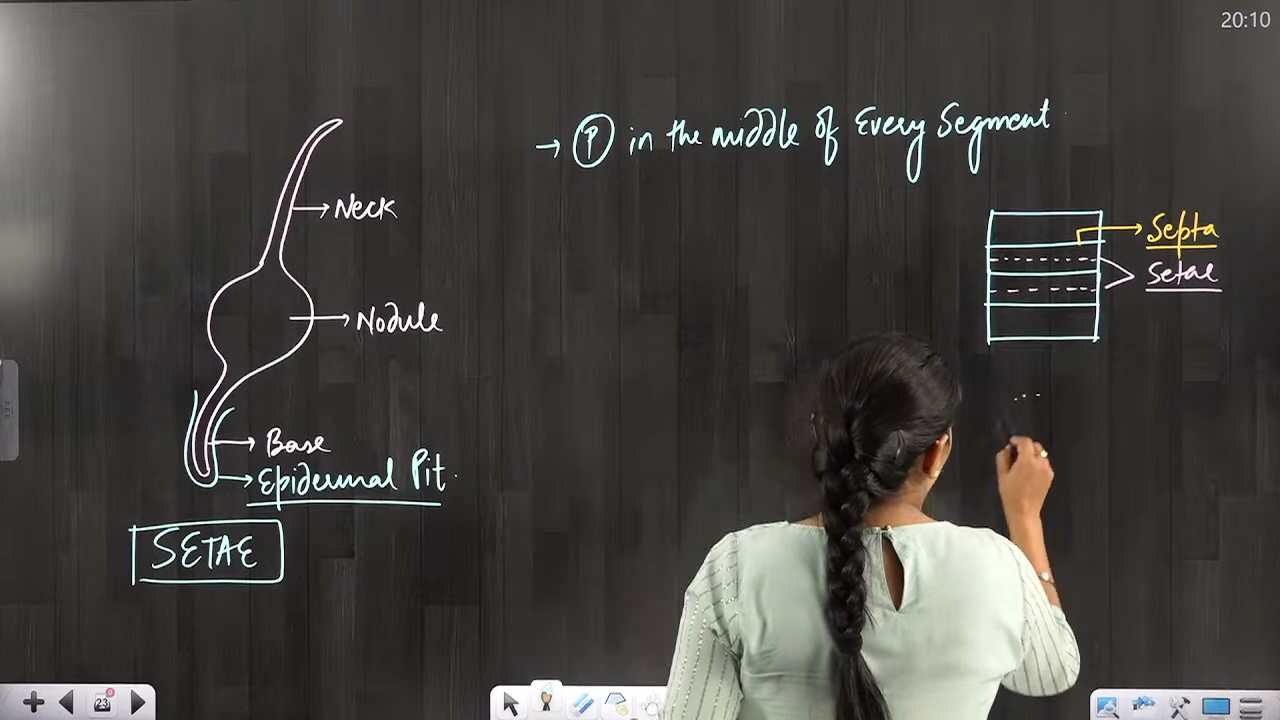 20:10
→ Ⓟ in the middle of Every Segment
Neck
Septa
Setae
Nodule
Base
Epidermal Pit.
SETAE
23